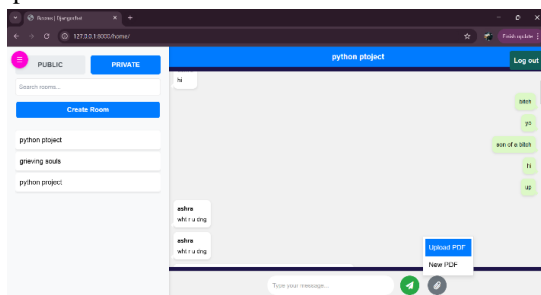 Rooms | Djangochat
127.0.0.1:8000/home/
Finish update
PUBLIC
PRIVATE
Search rooms...
Create Room
python ptoject
grieving souls
python project
python ptoject
Log out
hi
bitch
yo
son of a bitch
hi
up
ashra
wht r u dng
ashra
wht r u dng
Upload PDF
New PDF
Type your message...